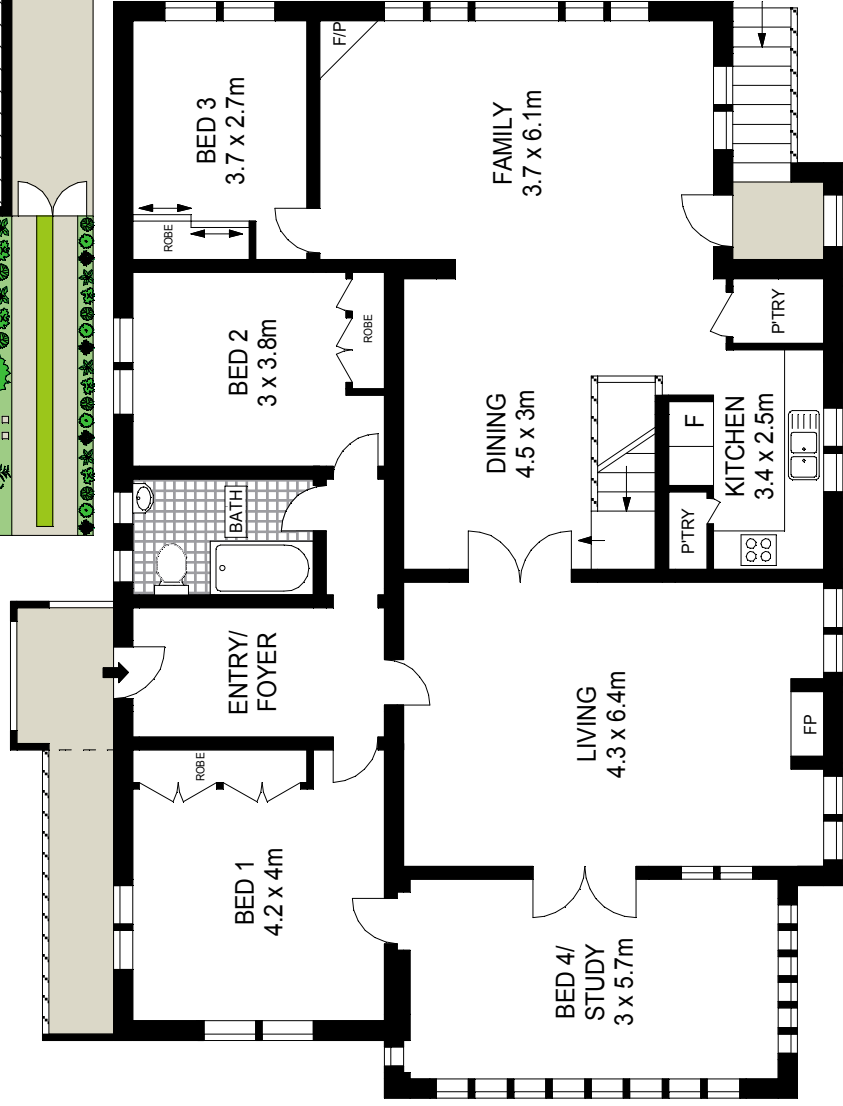 BED 3
3.7 x 2.7m
F/P
FAMILY
3.7 x 6.1m
ROBE
P'TRY
BED 2
3 x 3.8m
ROBE
DINING
4.5 x 3m
F
KITCHEN
3.4 x 2.5m
BATH
P'TRY
ENTRY/
FOYER
LIVING
4.3 x 6.4m
FP
ROBE
BED 1
4.2 x 4m
BED 4/
STUDY
3 x 5.7m